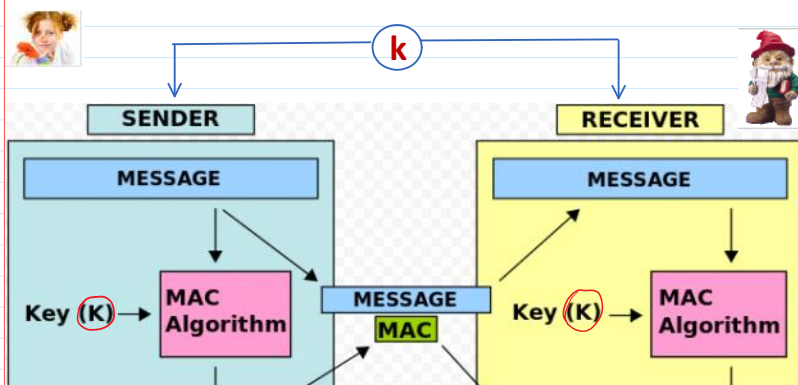 k
SENDER
RECEIVER
MESSAGE
MESSAGE
MESSAGE
Key (K)
MAC
Algorithm
MAC
Key (K)
MAC
Algorithm